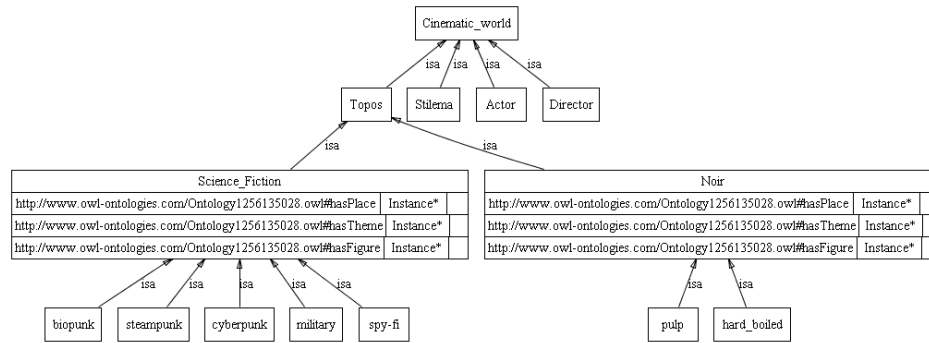 Cinematic_world
isa isa isa isa
Topos Stilema Actor Director
isa isa
Science_Fiction Noir
http://www.owl-ontologies.com/Ontology1256135028.owl#hasPlace Instance* http://www.owl-ontologies.com/Ontology1256135028.owl#hasPlace Instance*
http://www.owl-ontologies.com/Ontology1256135028.owl#hasTheme Instance* http://www.owl-ontologies.com/Ontology1256135028.owl#hasTheme Instance*
http://www.owl-ontologies.com/Ontology1256135028.owl#hasFigure Instance* http://www.owl-ontologies.com/Ontology1256135028.owl#hasFigure Instance*
isa isa isa isa isa isa isa
biopunk steampunk cyberpunk military spy-fi pulp hard_boiled